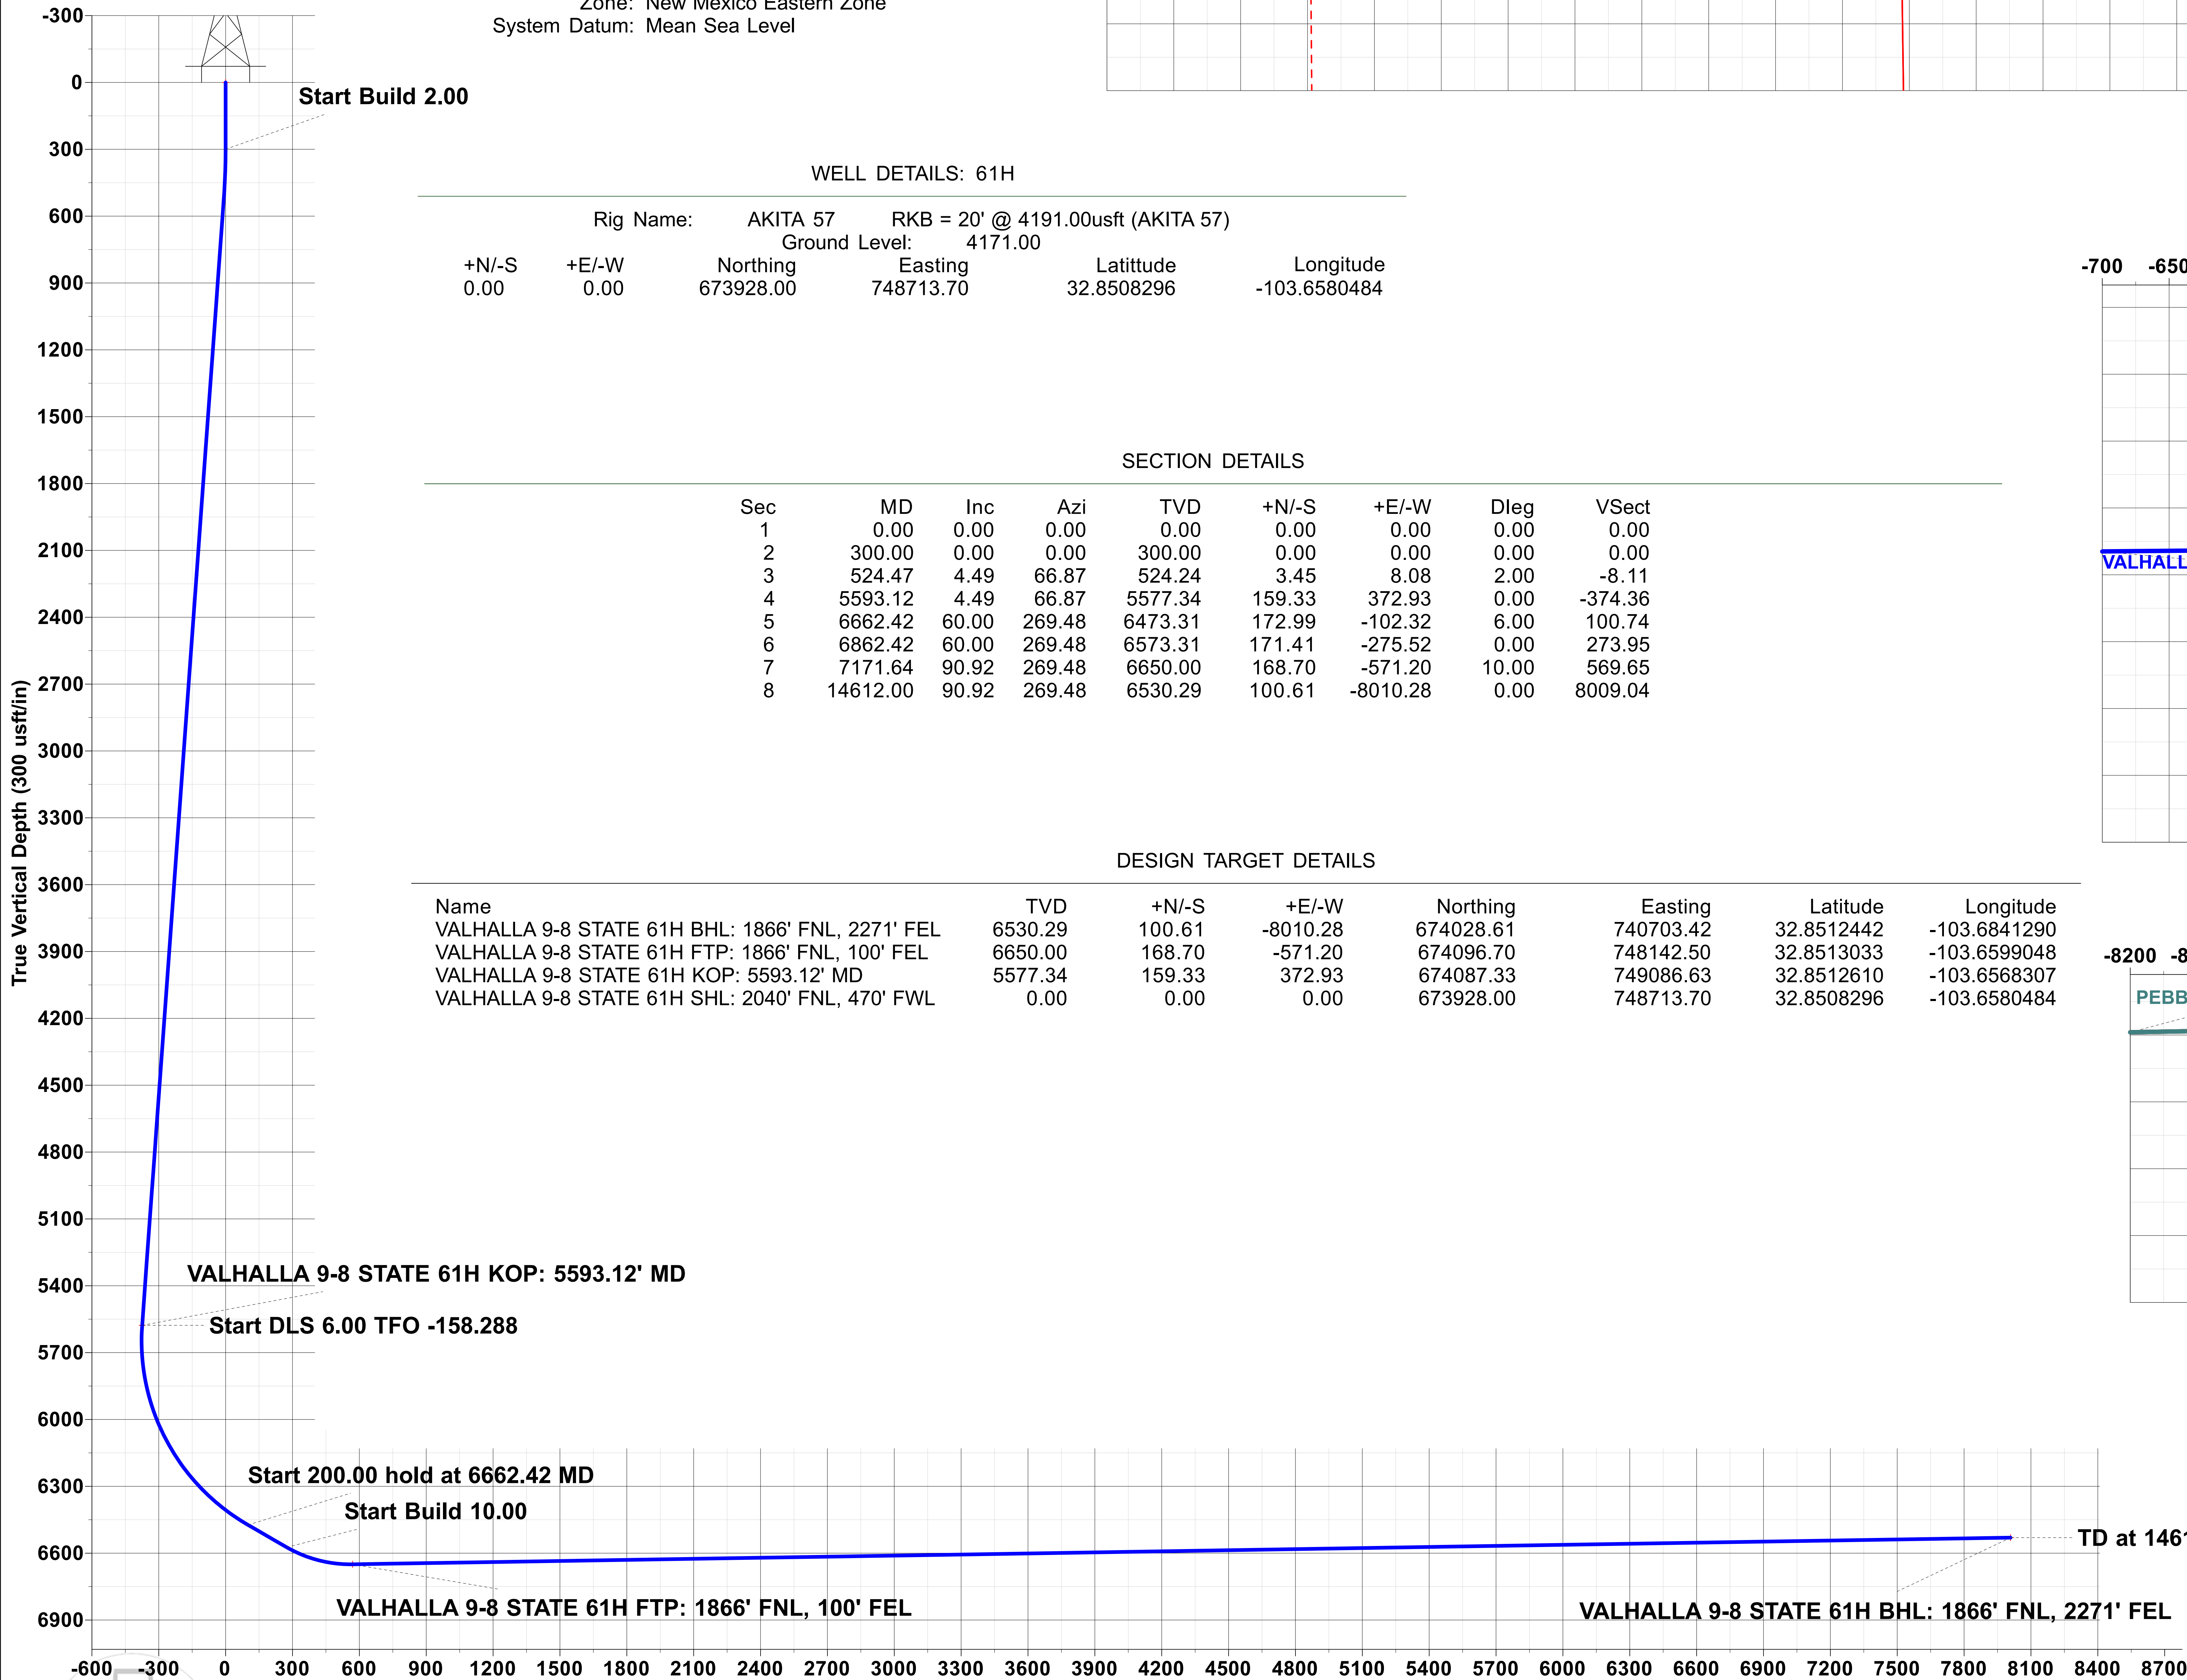 Zone: New Mexico Eastern Zone
System Datum: Mean Sea Level
-300
0
300
600
900
1200
1500
1800
2100
2400
2700
3000
3300
3600
3900
4200
4500
4800
5100
5400
5700
6000
6300
6600
6900
True Vertical Depth (300 usft/in)
Start Build 2.00
WELL DETAILS: 61H
Rig Name: AKITA 57 RKB = 20' @ 4191.00usft (AKITA 57)
Ground Level: 4171.00
+N/-S +E/-W Northing Easting Latittude Longitude
0.00 0.00 673928.00 748713.70 32.8508296 -103.6580484
-700 -650
VALHALL
SECTION DETAILS
Sec MD Inc Azi TVD +N/-S +E/-W Dleg VSect
1 0.00 0.00 0.00 0.00 0.00 0.00 0.00 0.00
2 300.00 0.00 0.00 300.00 0.00 0.00 0.00 0.00
3 524.47 4.49 66.87 524.24 3.45 8.08 2.00 -8.11
4 5593.12 4.49 66.87 5577.34 159.33 372.93 0.00 -374.36
5 6662.42 60.00 269.48 6473.31 172.99 -102.32 6.00 100.74
6 6862.42 60.00 269.48 6573.31 171.41 -275.52 0.00 273.95
7 7171.64 90.92 269.48 6650.00 168.70 -571.20 10.00 569.65
8 14612.00 90.92 269.48 6530.29 100.61 -8010.28 0.00 8009.04
DESIGN TARGET DETAILS
Name TVD +N/-S +E/-W Northing Easting Latitude Longitude
VALHALLA 9-8 STATE 61H BHL: 1866' FNL, 2271' FEL 6530.29 100.61 -8010.28 674028.61 740703.42 32.8512442 -103.6841290
VALHALLA 9-8 STATE 61H FTP: 1866' FNL, 100' FEL 6650.00 168.70 -571.20 674096.70 748142.50 32.8513033 -103.6599048
VALHALLA 9-8 STATE 61H KOP: 5593.12' MD 5577.34 159.33 372.93 674087.33 749086.63 32.8512610 -103.6568307
VALHALLA 9-8 STATE 61H SHL: 2040' FNL, 470' FWL 0.00 0.00 0.00 673928.00 748713.70 32.8508296 -103.6580484
-8200 -8
PEBB
VALHALLA 9-8 STATE 61H KOP: 5593.12' MD
Start DLS 6.00 TFO -158.288
Start 200.00 hold at 6662.42 MD
Start Build 10.00
TD at 1461
VALHALLA 9-8 STATE 61H FTP: 1866' FNL, 100' FEL
VALHALLA 9-8 STATE 61H BHL: 1866' FNL, 2271' FEL
-600 -300 0 300 600 900 1200 1500 1800 2100 2400 2700 3000 3300 3600 3900 4200 4500 4800 5100 5400 5700 6000 6300 6600 6900 7200 7500 7800 8100 8400 8700